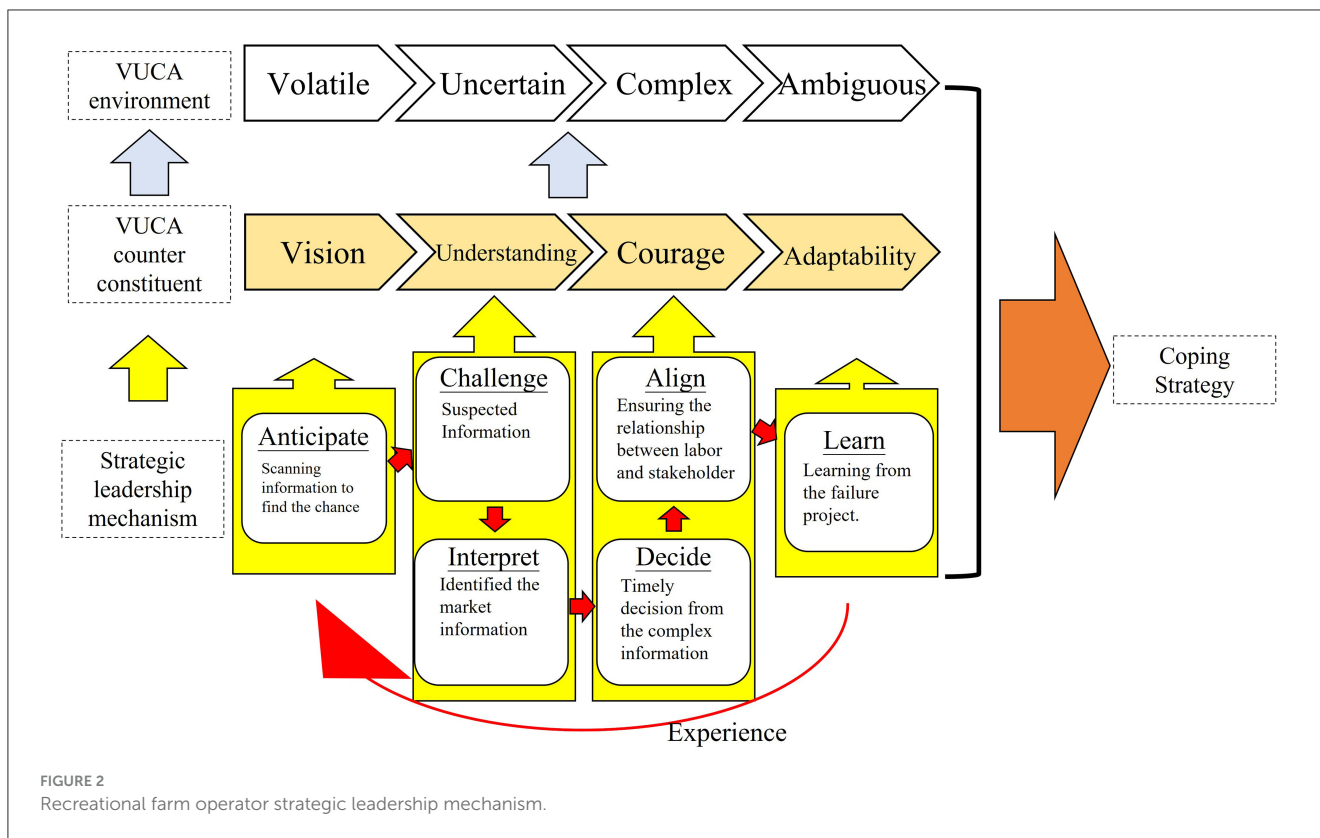 VUCA
environment
Volatile
Uncertain
Complex
Ambiguous
VUCA
counter
constituent
Vision
Understanding
Courage
Adaptability
Strategic
leadership
mechanism
Anticipate
Scanning
information to
find the chance
Challenge
Suspected
Information
Interpret
Identified the
market
information
Align
Ensuring the
relationship
between labor
and stakeholder
Decide
Timely
decision from
the complex
information
Learn
Learning from
the failure
project.
Coping
Strategy
Experience
FIGURE 2
Recreational farm operator strategic leadership mechanism.